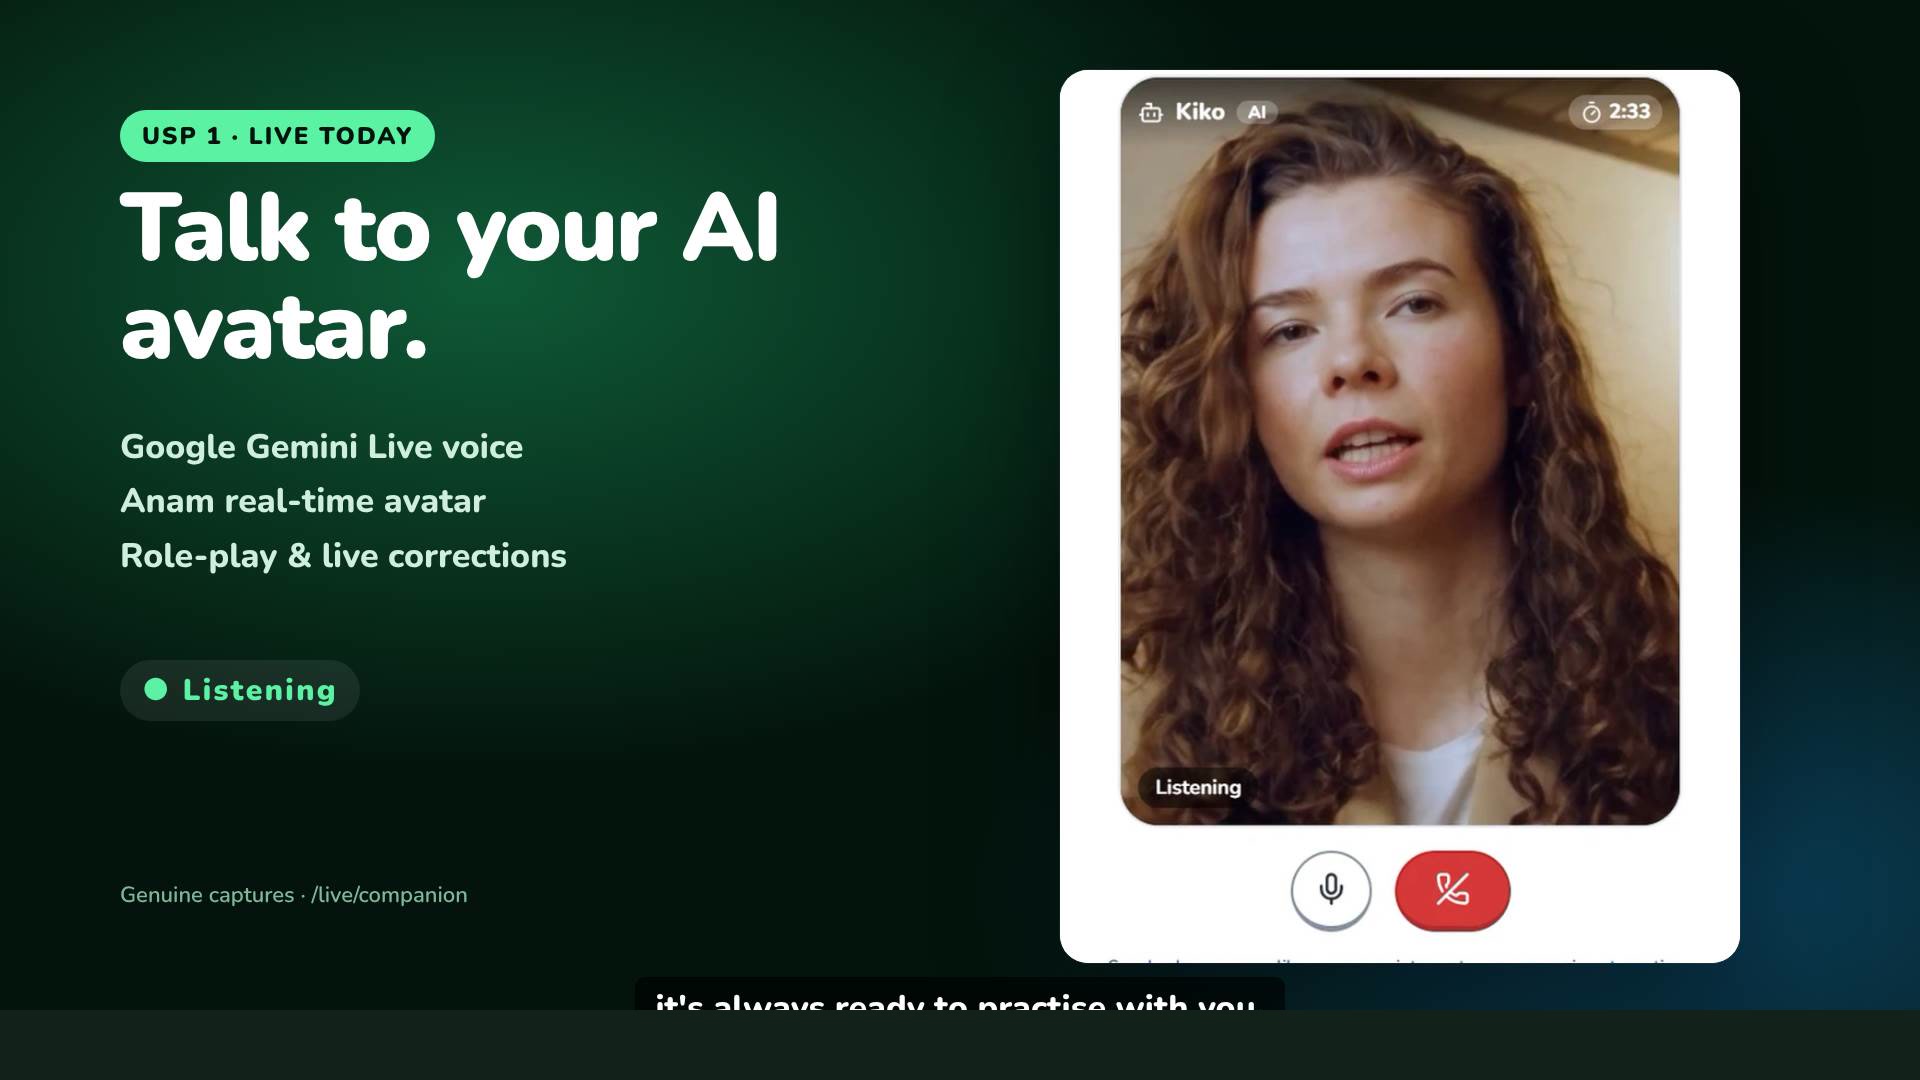 USP 1 · LIVE TODAY
Talk to your AI
avatar.
Google Gemini Live voice
Anam real-time avatar
Role-play & live corrections
Listening
Genuine captures · /live/companion
Kiko AI
2:33
Listening
it's always ready to practise with you